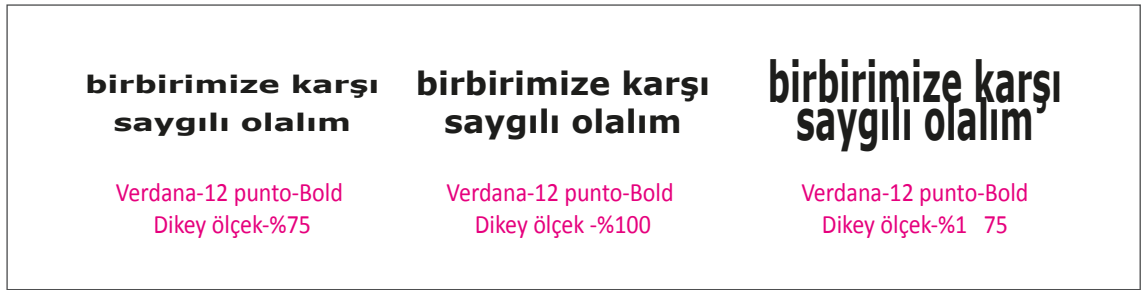 birbirimize karşı
saygılı olalım
Verdana-12 punto-Bold
Dikey ölçek-%75
birbirimize karşı
saygılı olalım
Verdana-12 punto-Bold
Dikey ölçek -%100
birbirimize karşı
saygılı olalım
Verdana-12 punto-Bold
Dikey ölçek-%1 75